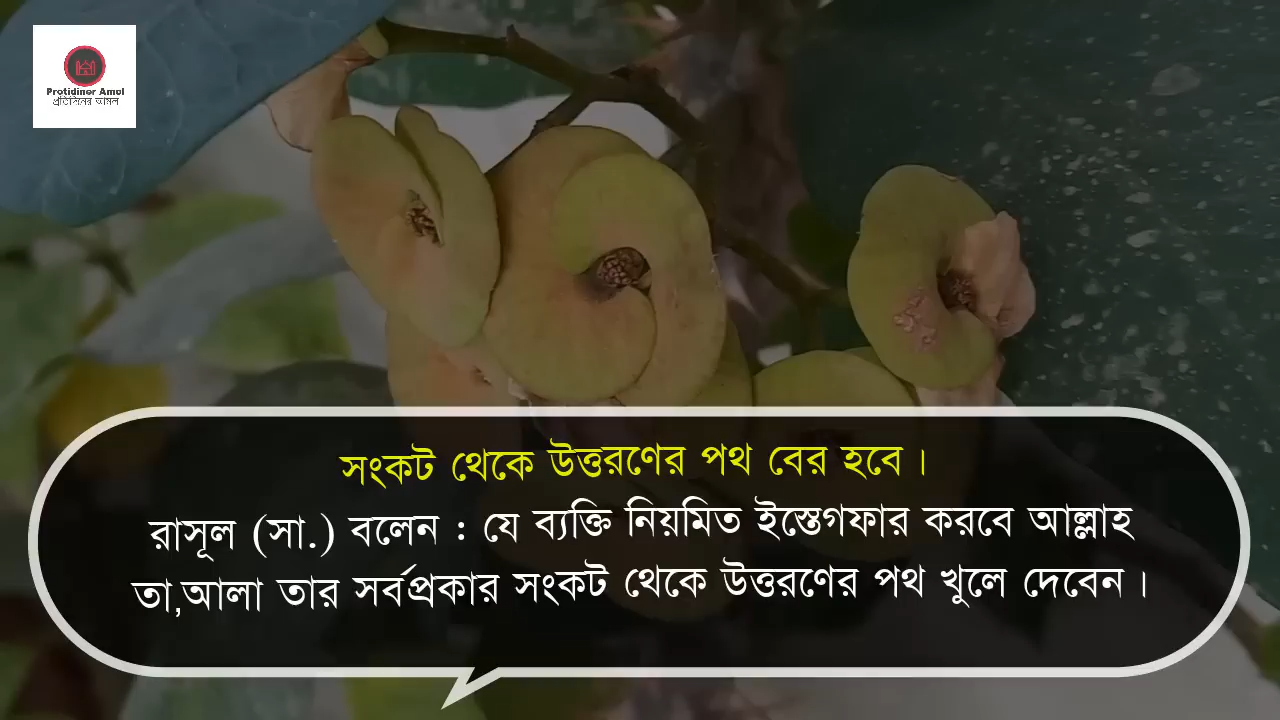 Protidiner Amol
প্রতিদিনের আমল
সংকট থেকে উত্তরণের পথ বের হবে।
রাসূল (সা.) বলেন : যে ব্যক্তি নিয়মিত ইস্তেগফার করবে আল্লাহ
তা,আলা তার সর্বপ্রকার সংকট থেকে উত্তরণের পথ খুলে দেবেন।